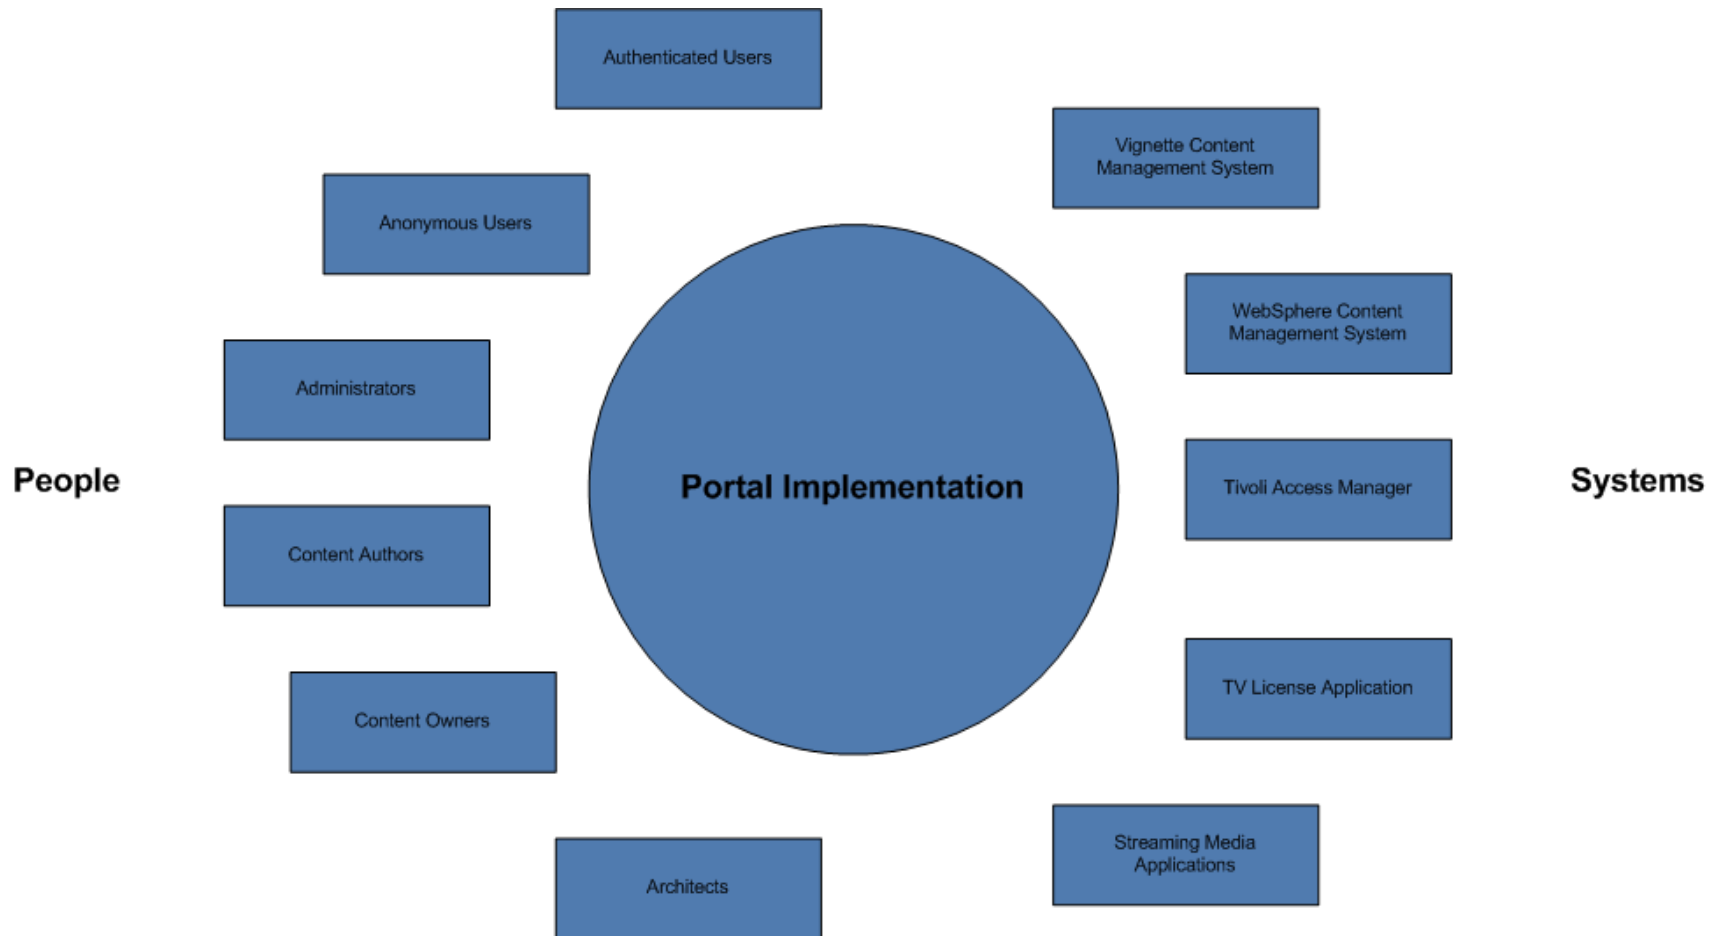 Authenticated Users
Vignette Content
Management System
Anonymous Users
WebSphere Content
Management System
Administrators
People
Portal Implementation
Tivoli Access Manager
Systems
Content Authors
TV License Application
Content Owners
Streaming Media
Applications
Architects